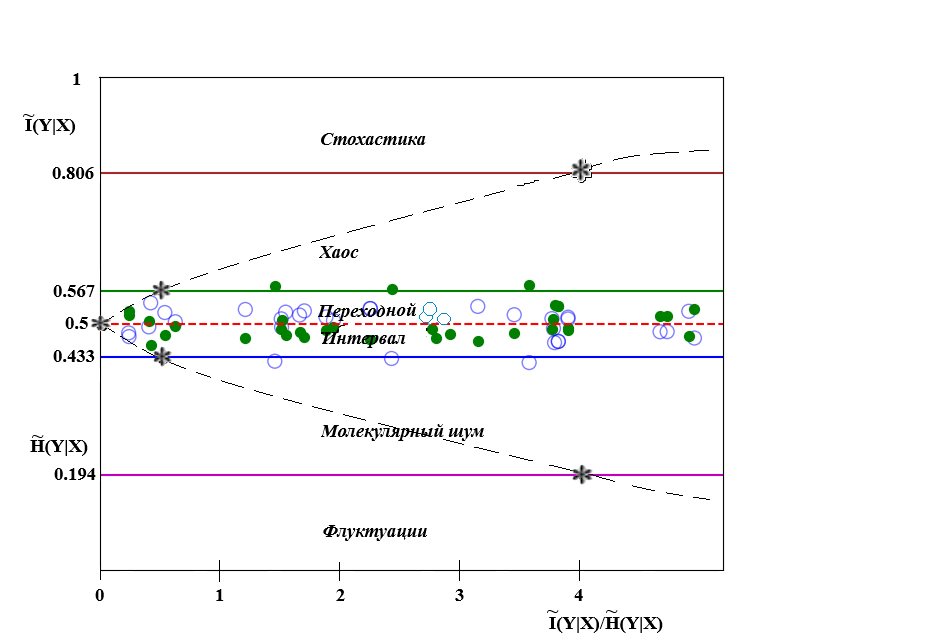 1
Ĩ(Y|X)
Стохастика
0.806
Хаос
0.567
Переходной
0.5
Интервал
0.433
Молекулярный шум
H̃(Y|X)
0.194
Флуктуации
0 1 2 3 4
Ĩ(Y|X)/H̃(Y|X)